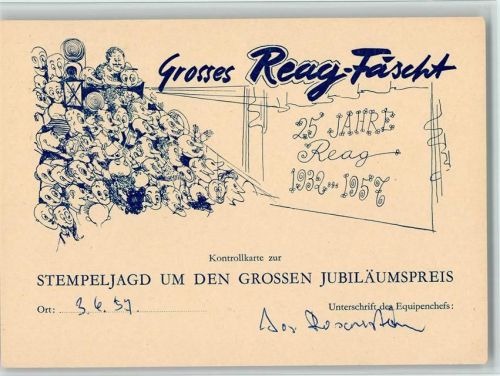 Grosses Reag-Fäscht
25 JAHRE
Reag
1932 bis 1957
Kontrollkarte zur
STEMPELJAGD UM DEN GROSSEN JUBILÄUMSPREIS
Ort: 3.6.57. Unterschrift des Equipenchefs: